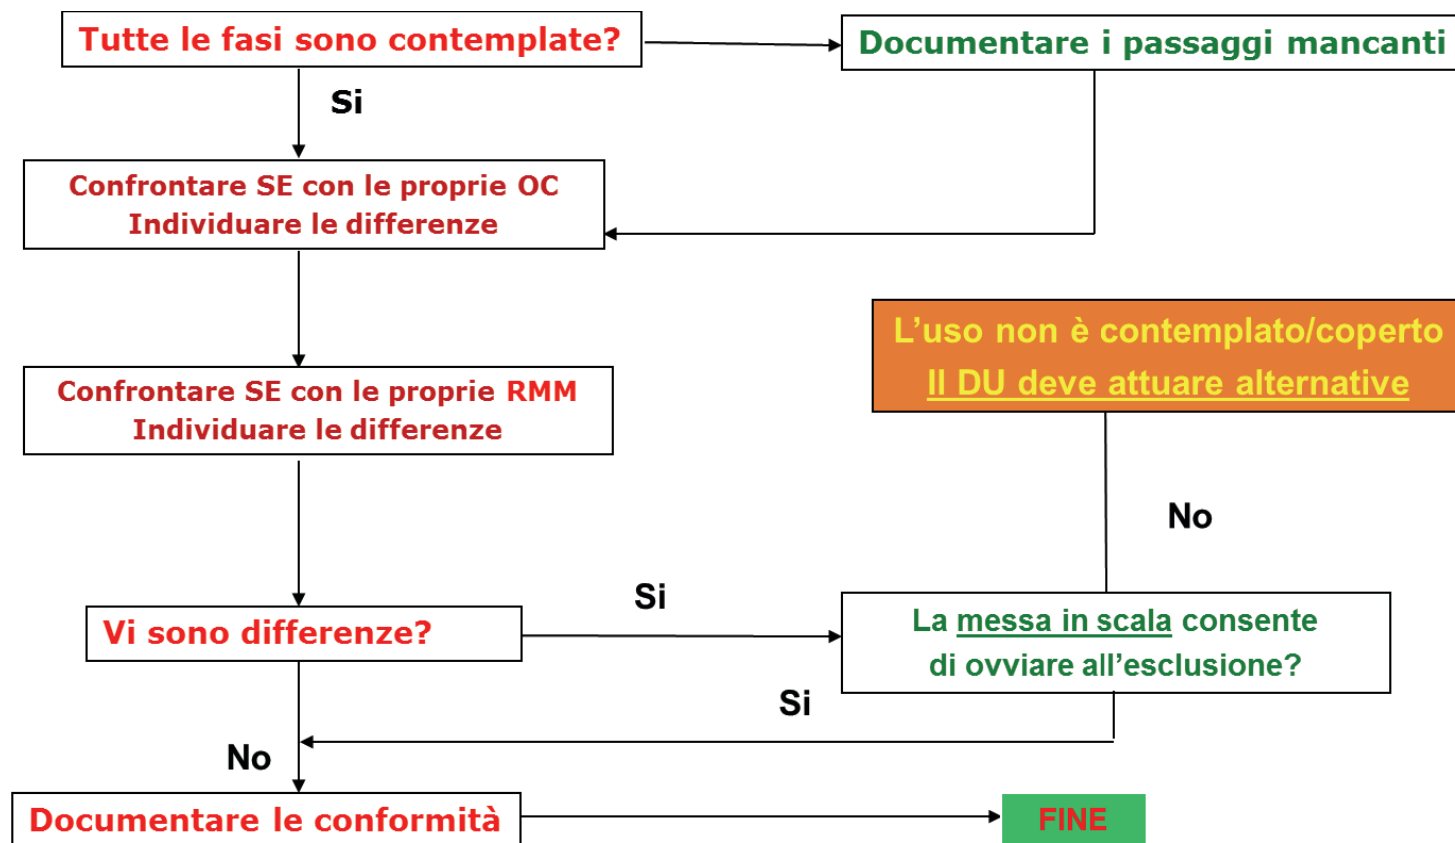 Tutte le fasi sono contemplate?
Documentare i passaggi mancanti
Si
Confrontare SE con le proprie OC
Individuare le differenze
L'uso non è contemplato/coperto
Il DU deve attuare alternative
Confrontare SE con le proprie RMM
Individuare le differenze
No
Si
Vi sono differenze?
La messa in scala consente
di ovviare all'esclusione?
Si
No
Documentare le conformità
FINE